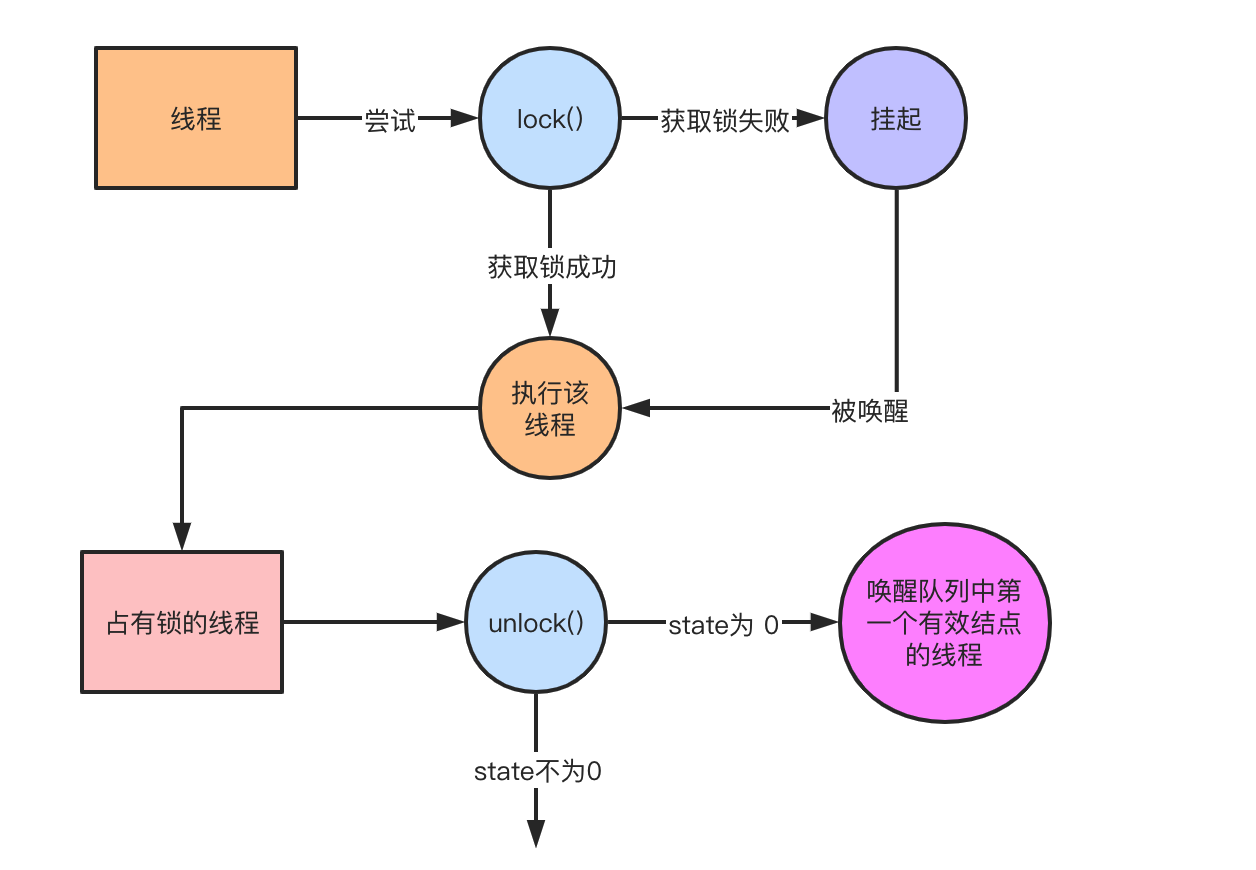 线程
尝试
lock()
获取锁失败
挂起
获取锁成功
执行该
线程
被唤醒
占有锁的线程
unlock()
state为 0
唤醒队列中第
一个有效结点
的线程
state不为0